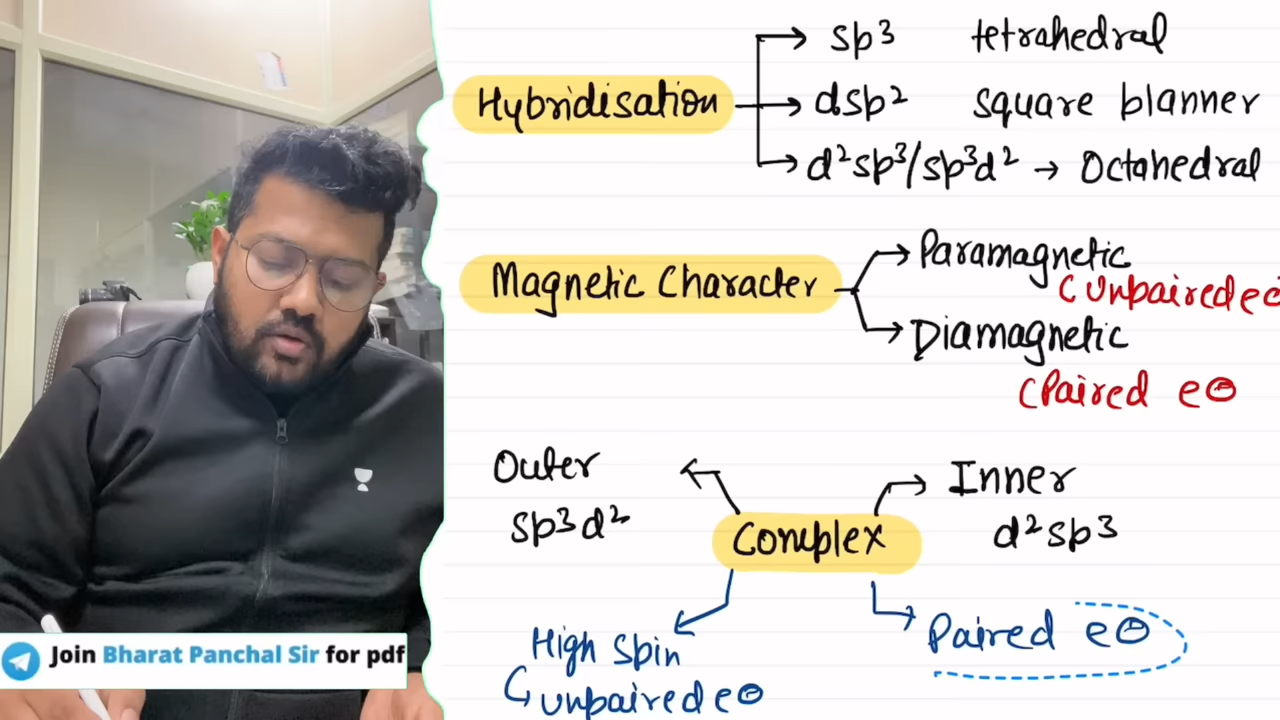 Hybridisation
sp³ tetrahedral
dsp² square blanner
d²sp³/sp³d² → Octahedral
Magnetic Character
Paramagnetic
(unpaired e⊖
Diamagnetic
(Paired e⊖
Outer
sp³d²
Inner
d²sp³
Complex
High Spin
unpaired e⊖
Paired e⊖
Join Bharat Panchal Sir for pdf